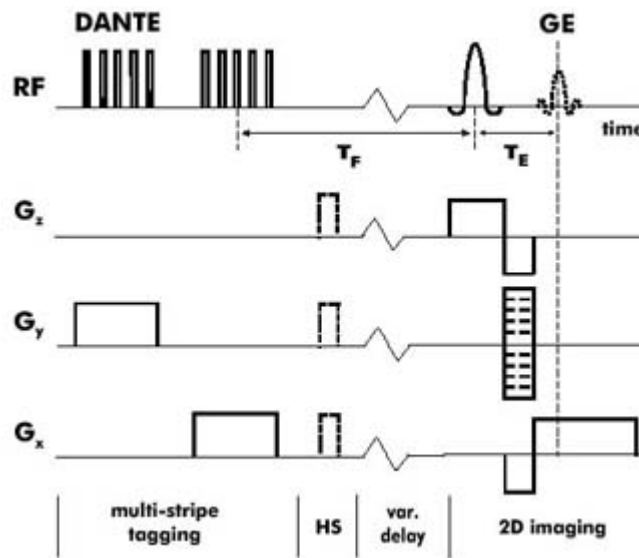 DANTE GE
RF
time
T_F T_E
G_z
G_y
G_x
multi-stripe tagging HS var. delay 2D imaging